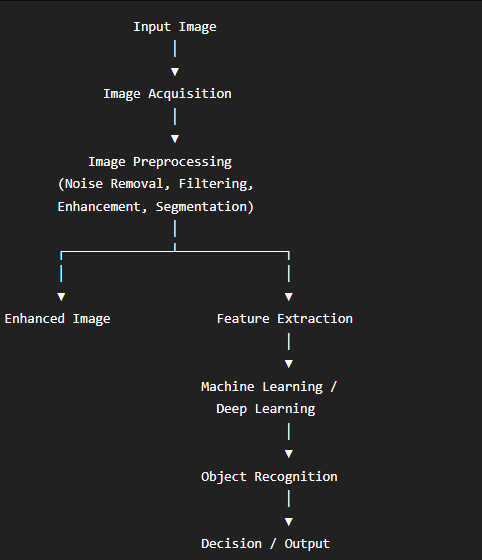 Input Image
Image Acquisition
Image Preprocessing
(Noise Removal, Filtering,
Enhancement, Segmentation)
Enhanced Image
Feature Extraction
Machine Learning /
Deep Learning
Object Recognition
Decision / Output